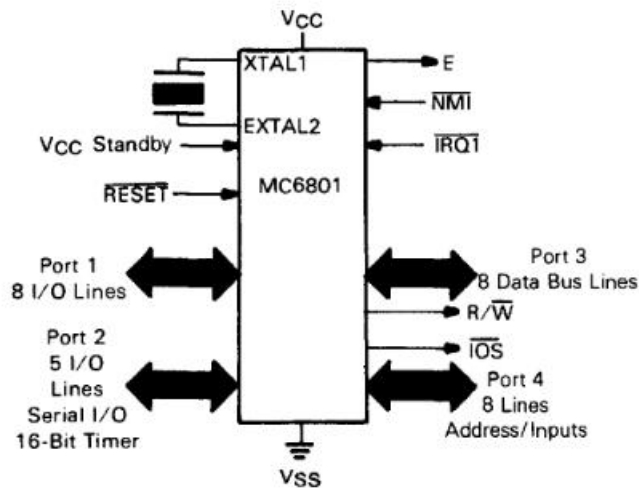 VCC
XTAL1
E
NMI
EXTAL2
VCC Standby
IRQ1
RESET
MC6801
Port 1
8 I/O Lines
Port 3
8 Data Bus Lines
R/W
Port 2
5 I/O
Lines
Serial I/O
16-Bit Timer
IOS
Port 4
8 Lines
Address/Inputs
VSS